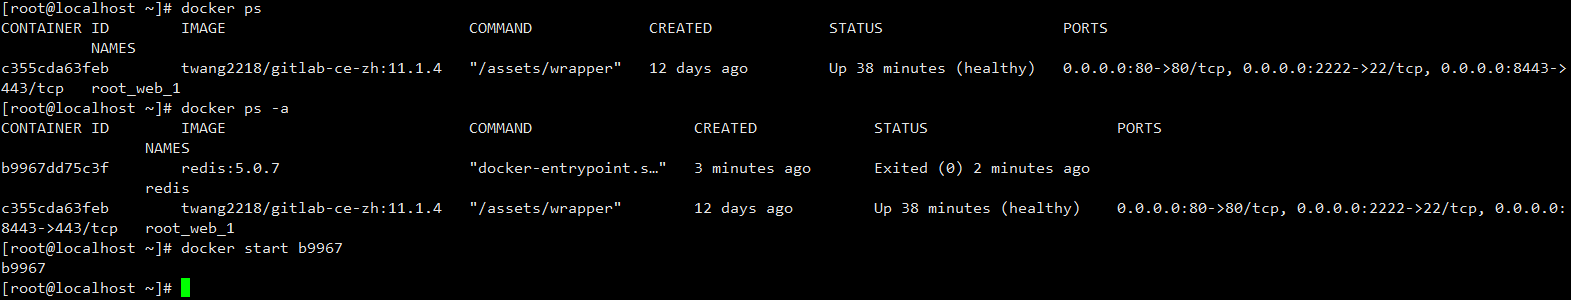 [root@localhost ~]# docker ps
CONTAINER ID        IMAGE                           COMMAND             CREATED             STATUS                    PORTS
          NAMES
c355cda63feb        twang2218/gitlab-ce-zh:11.1.4   "/assets/wrapper"   12 days ago         Up 38 minutes (healthy)   0.0.0.0:80->80/tcp, 0.0.0.0:2222->22/tcp, 0.0.0.0:8443->
443/tcp   root_web_1
[root@localhost ~]# docker ps -a
CONTAINER ID        IMAGE                           COMMAND                  CREATED             STATUS                     PORTS
                NAMES
b9967dd75c3f        redis:5.0.7                     "docker-entrypoint.s…"   3 minutes ago       Exited (0) 2 minutes ago
                redis
c355cda63feb        twang2218/gitlab-ce-zh:11.1.4   "/assets/wrapper"        12 days ago         Up 38 minutes (healthy)    0.0.0.0:80->80/tcp, 0.0.0.0:2222->22/tcp, 0.0.0.0:
8443->443/tcp   root_web_1
[root@localhost ~]# docker start b9967
b9967
[root@localhost ~]#